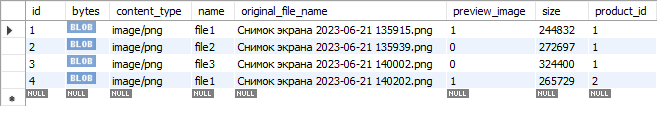 id bytes content_type name original_file_name preview_image size product_id
1 BLOB image/png file1 Снимок экрана 2023-06-21 135915.png 1 244832 1
2 BLOB image/png file2 Снимок экрана 2023-06-21 135939.png 0 272697 1
3 BLOB image/png file3 Снимок экрана 2023-06-21 140002.png 0 324400 1
4 BLOB image/png file1 Снимок экрана 2023-06-21 140202.png 1 265729 2
NULL NULL NULL NULL NULL NULL NULL NULL